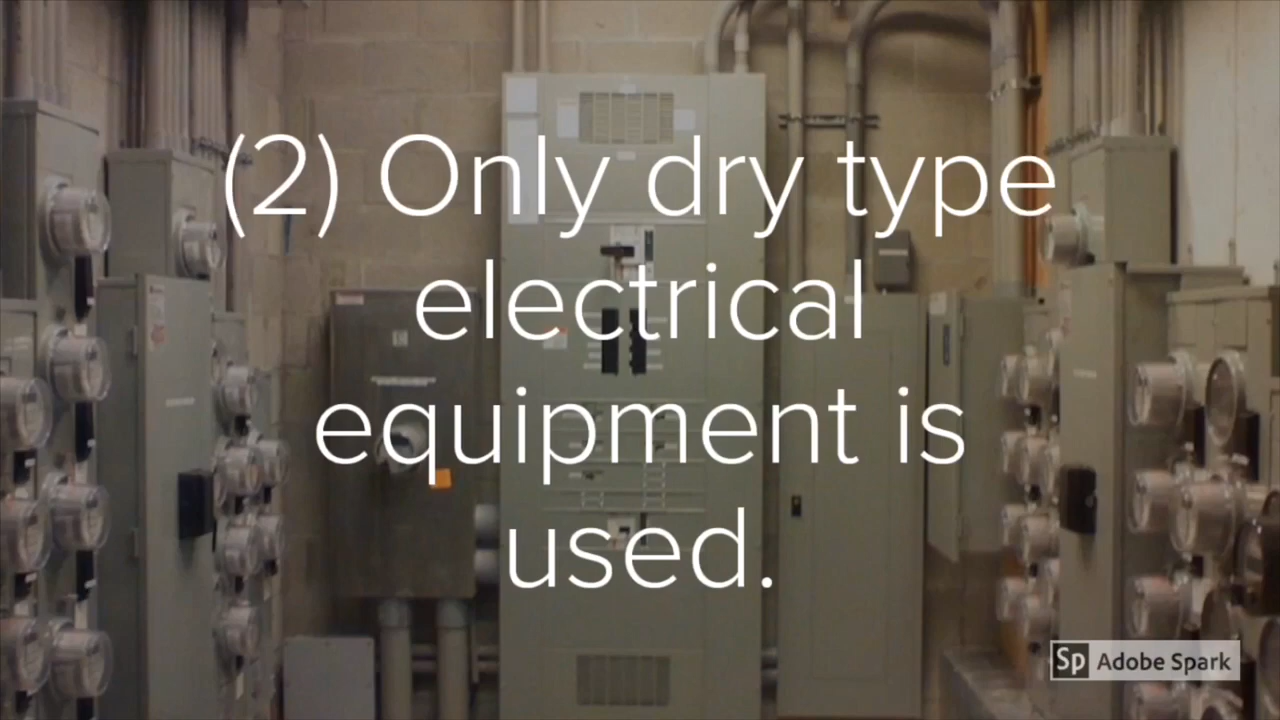 (2) Only dry type
electrical
equipment is
used.
Sp Adobe Spark